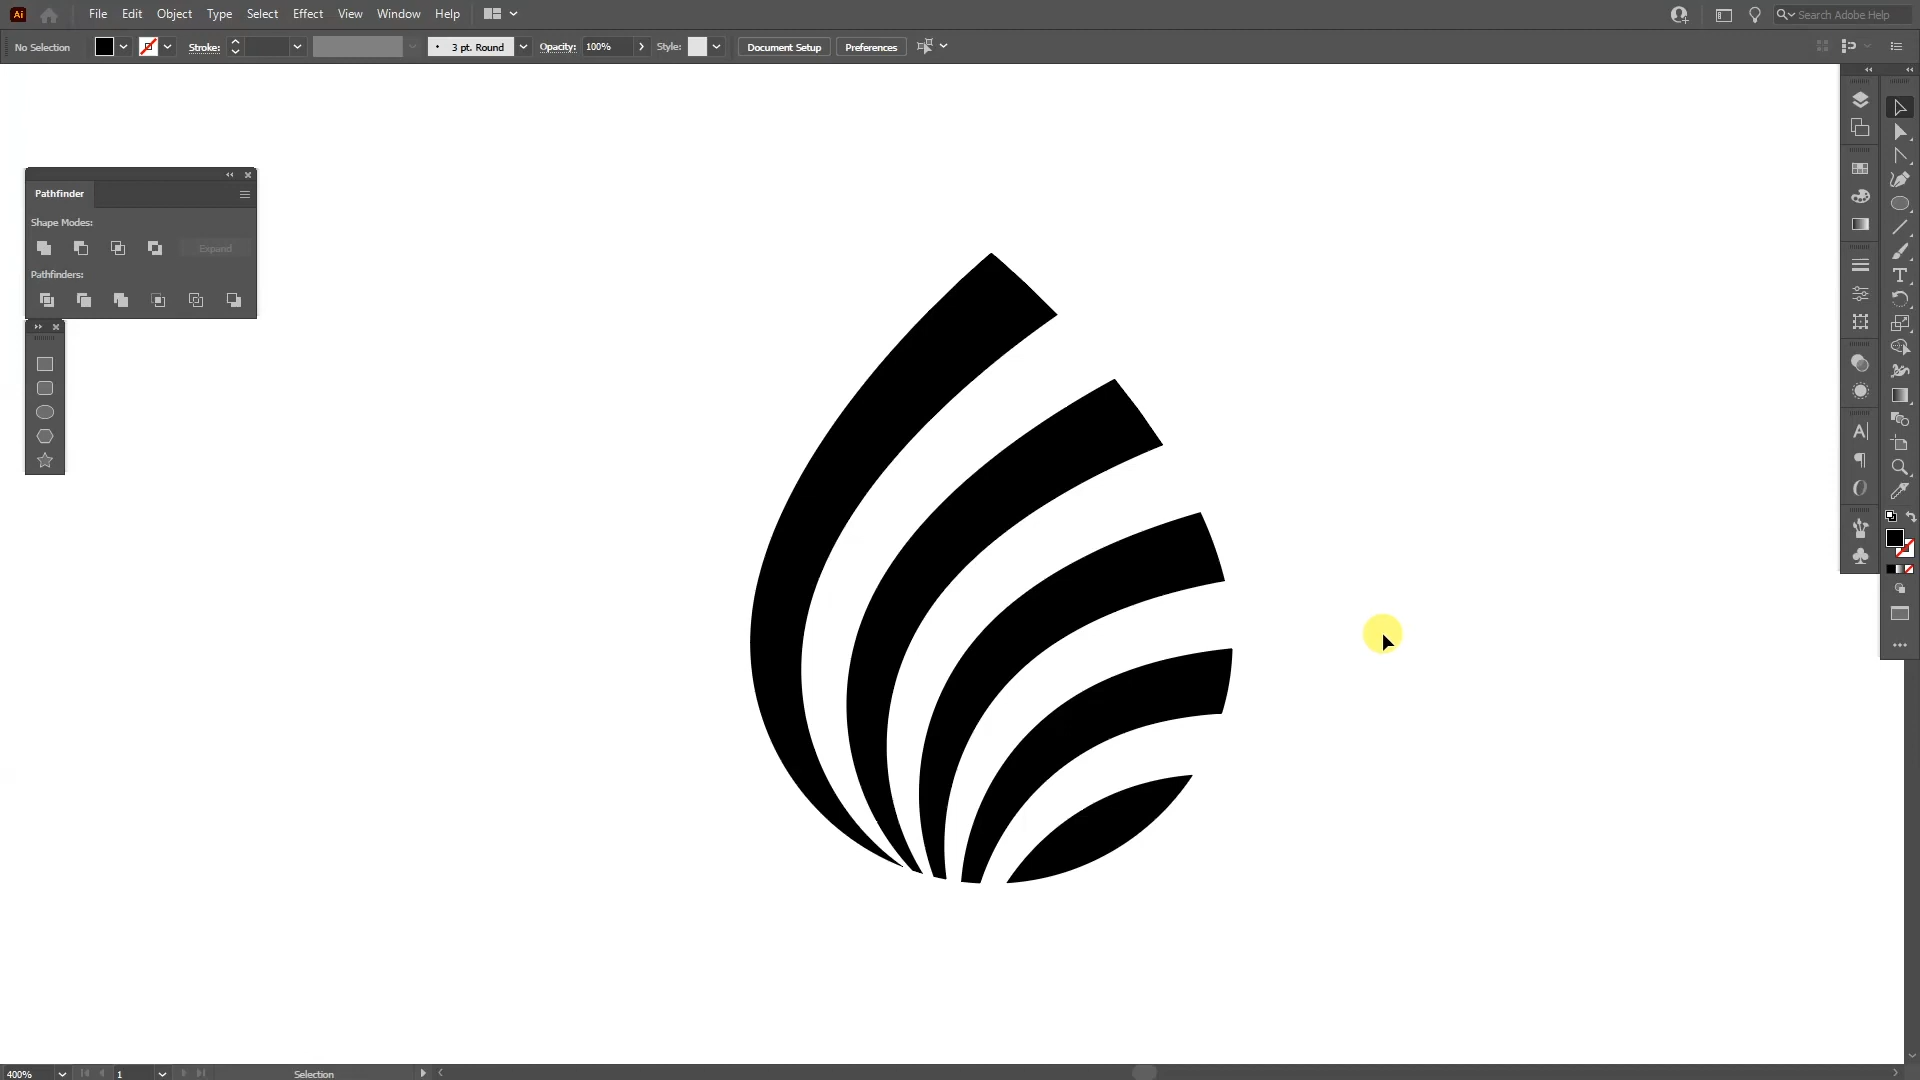 Ai
File Edit Object Type Select Effect View Window Help
Search Adobe Help
No Selection
Stroke:
3 pt. Round
Opacity: 100%
Style:
Document Setup
Preferences
Pathfinder
Shape Modes:
Expand
Pathfinders:
400%
1
Selection